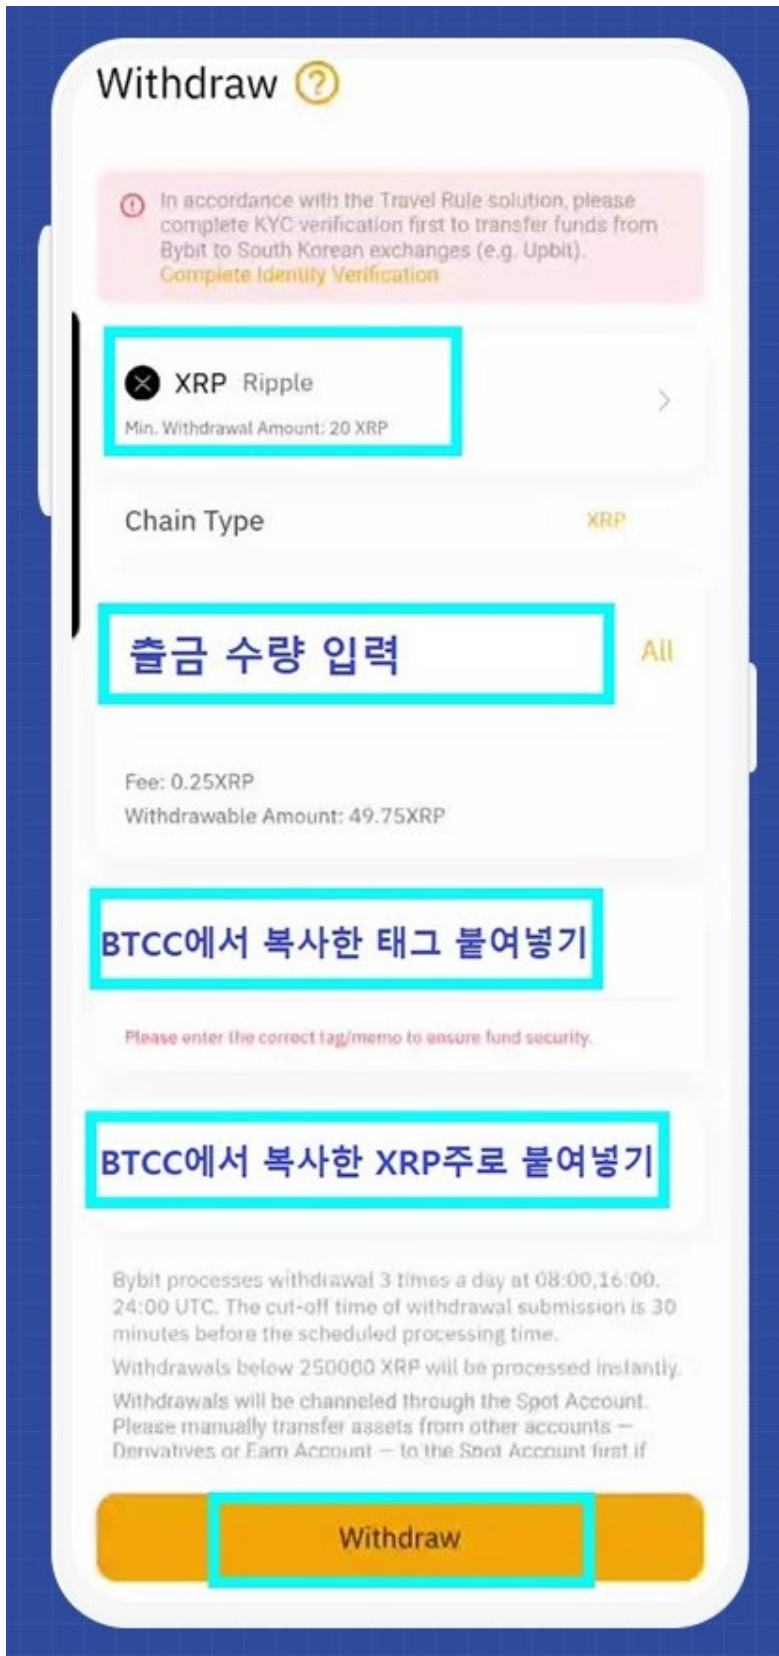 Withdraw ?
In accordance with the Travel Rule solution, please
complete KYC verification first to transfer funds from
Bybit to South Korean exchanges (e.g. Upbit).
Complete Identity Verification
XRP Ripple
Min. Withdrawal Amount: 20 XRP
Chain Type XRP
출금 수량 입력 All
Fee: 0.25XRP
Withdrawable Amount: 49.75XRP
BTCC에서 복사한 태그 붙여넣기
Please enter the correct tag/memo to ensure fund security.
BTCC에서 복사한 XRP주로 붙여넣기
Bybit processes withdrawal 3 times a day at 08:00,16:00,
24:00 UTC. The cut-off time of withdrawal submission is 30
minutes before the scheduled processing time.
Withdrawals below 250000 XRP will be processed instantly.
Withdrawals will be channeled through the Spot Account.
Please manually transfer assets from other accounts —
Derivatives or Earn Account — to the Spot Account first if
Withdraw